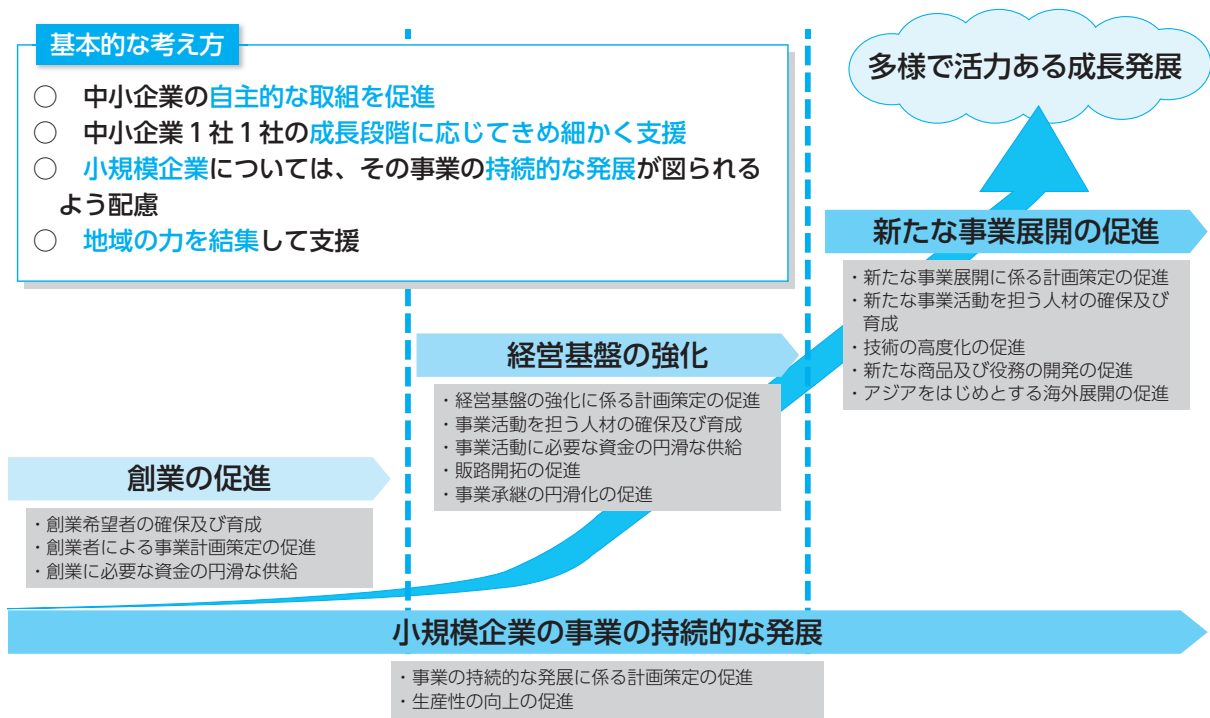 基本的な考え方
○　中小企業の自主的な取組を促進
○　中小企業１社１社の成長段階に応じてきめ細かく支援
○　小規模企業については、その事業の持続的な発展が図られる
よう配慮
○　地域の力を結集して支援
多様で活力ある成長発展
新たな事業展開の促進
・新たな事業展開に係る計画策定の促進
・新たな事業活動を担う人材の確保及び
育成
・技術の高度化の促進
・新たな商品及び役務の開発の促進
・アジアをはじめとする海外展開の促進
経営基盤の強化
・経営基盤の強化に係る計画策定の促進
・事業活動を担う人材の確保及び育成
・事業活動に必要な資金の円滑な供給
・販路開拓の促進
・事業承継の円滑化の促進
創業の促進
・創業希望者の確保及び育成
・創業者による事業計画策定の促進
・創業に必要な資金の円滑な供給
小規模企業の事業の持続的な発展
・事業の持続的な発展に係る計画策定の促進
・生産性の向上の促進